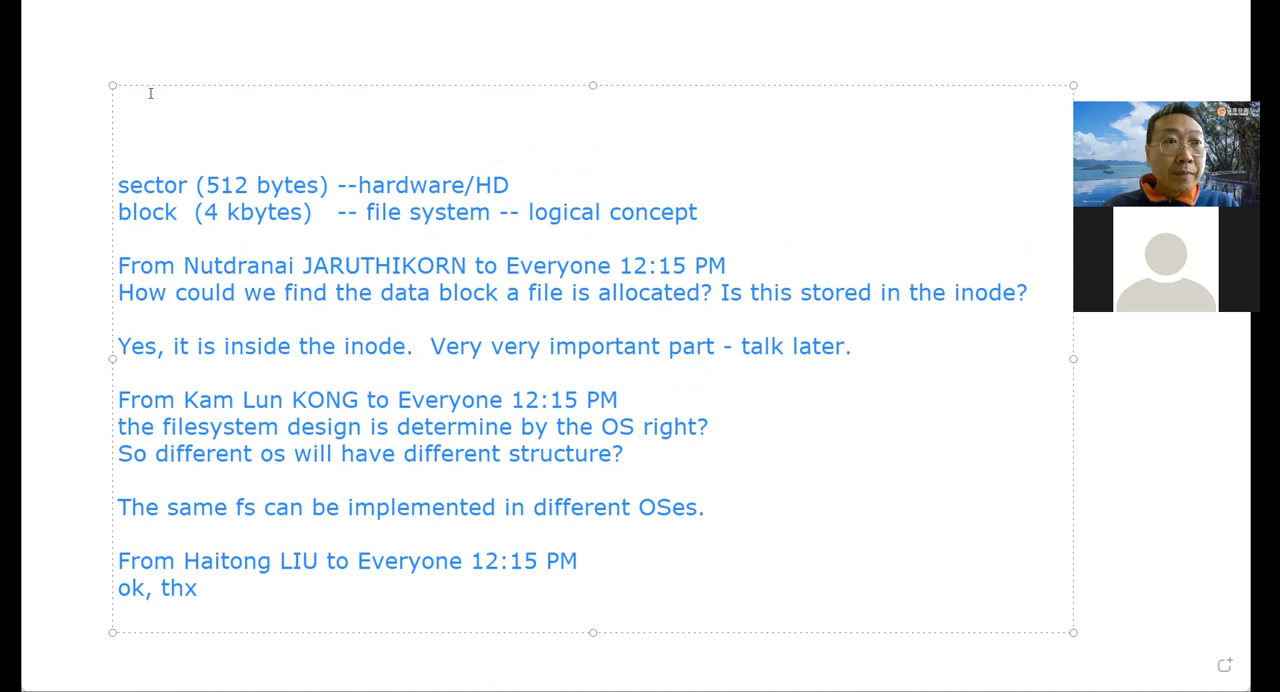 sector (512 bytes) --hardware/HD
block (4 kbytes) -- file system -- logical concept
From Nutdranai JARUTHIKORN to Everyone 12:15 PM
How could we find the data block a file is allocated? Is this stored in the inode?
Yes, it is inside the inode. Very very important part - talk later.
From Kam Lun KONG to Everyone 12:15 PM
the filesystem design is determine by the OS right?
So different os will have different structure?
The same fs can be implemented in different OSes.
From Haitong LIU to Everyone 12:15 PM
ok, thx